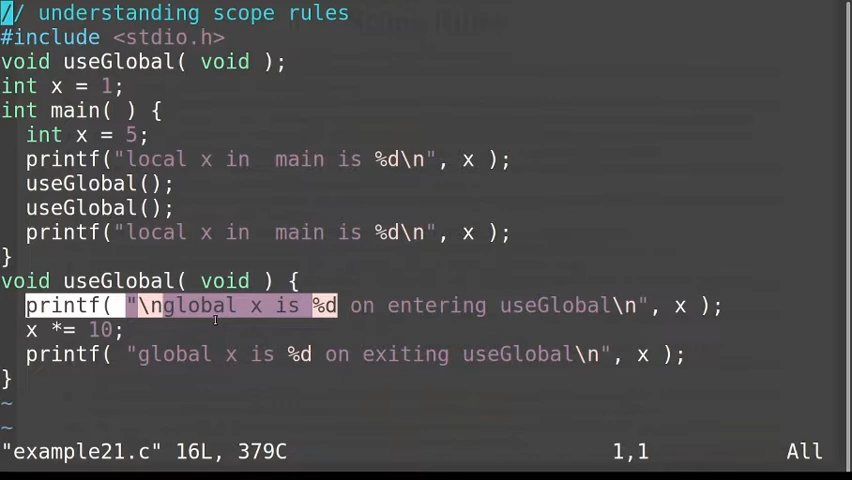 // understanding scope rules
#include <stdio.h>
void useGlobal( void );
int x = 1;
int main( ) {
  int x = 5;
  printf("local x in  main is %d\n", x );
  useGlobal();
  useGlobal();
  printf("local x in  main is %d\n", x );
}
void useGlobal( void ) {
  printf( "\nglobal x is %d on entering useGlobal\n", x );
  x *= 10;
  printf( "global x is %d on exiting useGlobal\n", x );
}
~
~
"example21.c" 16L, 379C 1,1 All